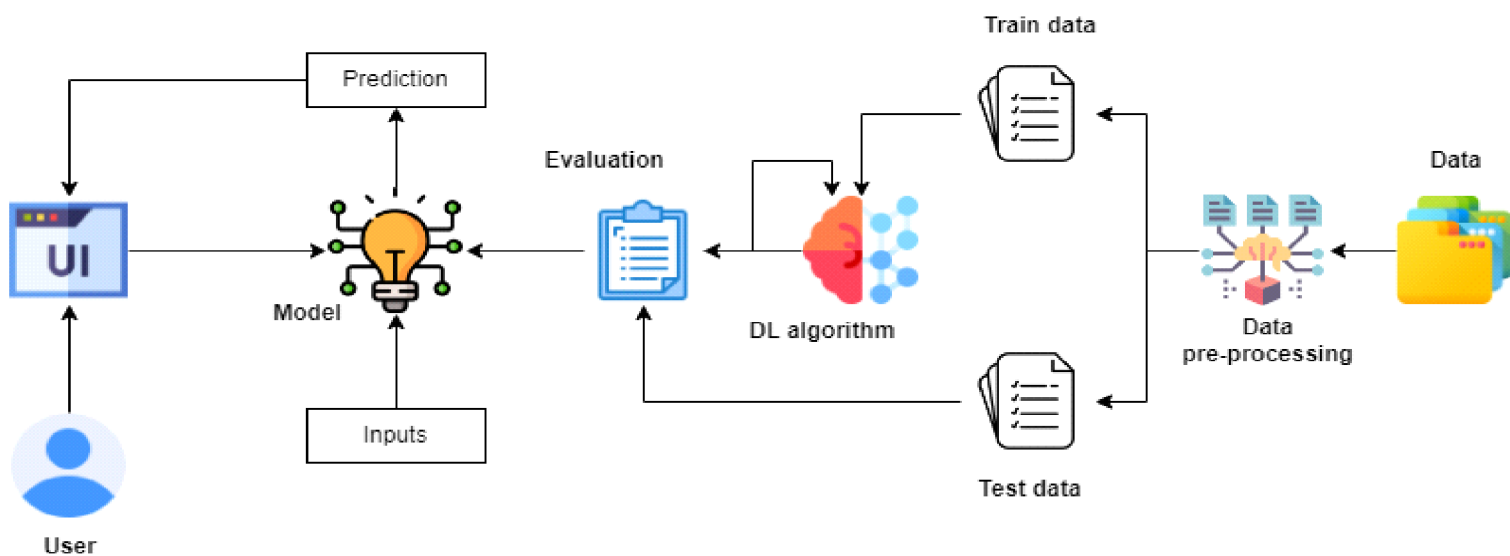 Train data
Prediction
Evaluation
Data
UI
Model
DL algorithm
Data
pre-processing
Inputs
Test data
User